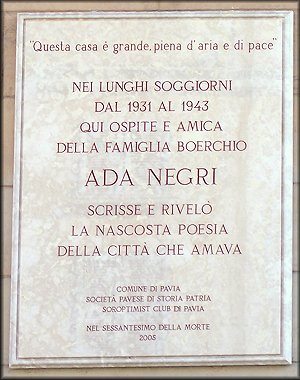 "Questa casa è grande, piena d'aria e di pace"
NEI LUNGHI SOGGIORNI
DAL 1931 AL 1943
QUI OSPITE E AMICA
DELLA FAMIGLIA BOERCHIO
ADA NEGRI
SCRISSE E RIVELÒ
LA NASCOSTA POESIA
DELLA CITTÀ CHE AMAVA
COMUNE DI PAVIA
SOCIETÀ PAVESE DI STORIA PATRIA
SOROPTIMIST CLUB DI PAVIA
NEL SESSANTESIMO DELLA MORTE
2005